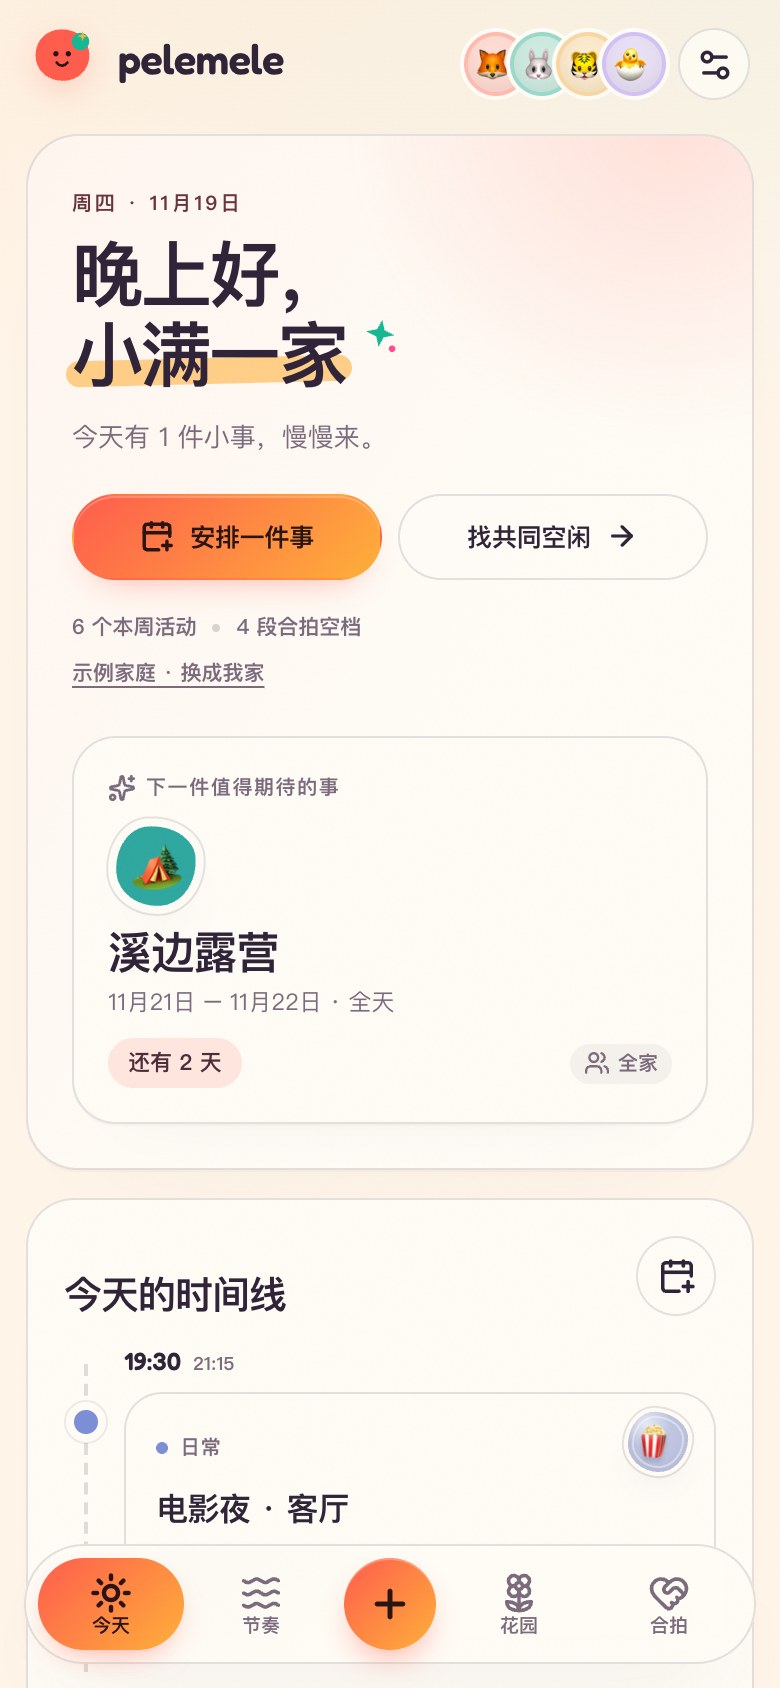 pelemele
周四 · 11月19日
晚上好，
小满一家
今天有 1 件小事，慢慢来。
安排一件事
找共同空闲
6 个本周活动
4 段合拍空档
示例家庭 · 换成我家
下一件值得期待的事
溪边露营
11月21日 — 11月22日 · 全天
还有 2 天
全家
今天的时间线
19:30 21:15
日常
电影夜 · 客厅
今天
节奏
花园
合拍